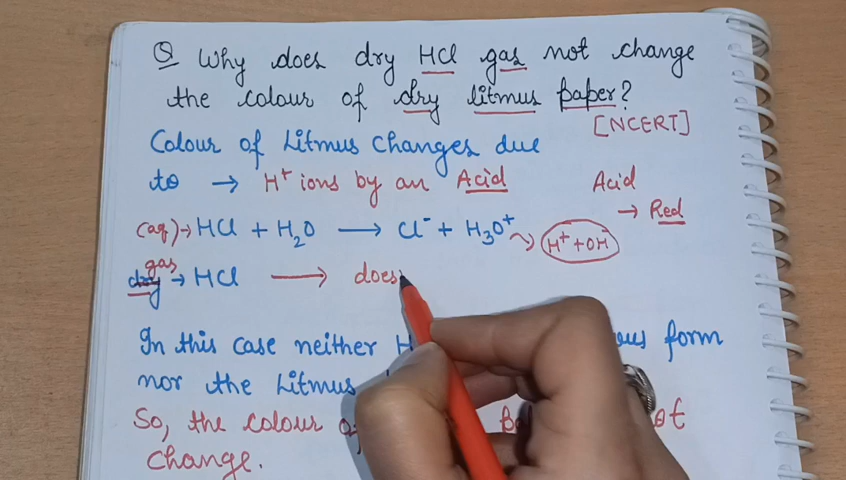 Q Why does dry HCl gas not change
the colour of dry litmus paper?
[NCERT]
Colour of Litmus Changes due
to → H⁺ ions by an Acid
Acid
→ Red
(aq) → HCl + H₂O → Cl⁻ + H₃O⁺
H⁺ + OH⁻
gas
dry → HCl → does
In this case neither H form
nor the Litmus
So, the colour of
change.